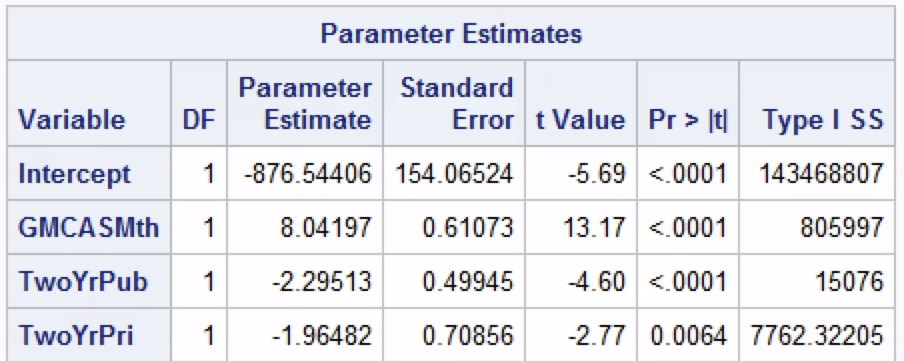 Parameter Estimates
Variable DF Parameter Estimate Standard Error t Value Pr > |t| Type I SS
Intercept 1 -876.54406 154.06524 -5.69 <.0001 143468807
GMCASMth 1 8.04197 0.61073 13.17 <.0001 805997
TwoYrPub 1 -2.29513 0.49945 -4.60 <.0001 15076
TwoYrPri 1 -1.96482 0.70856 -2.77 0.0064 7762.32205